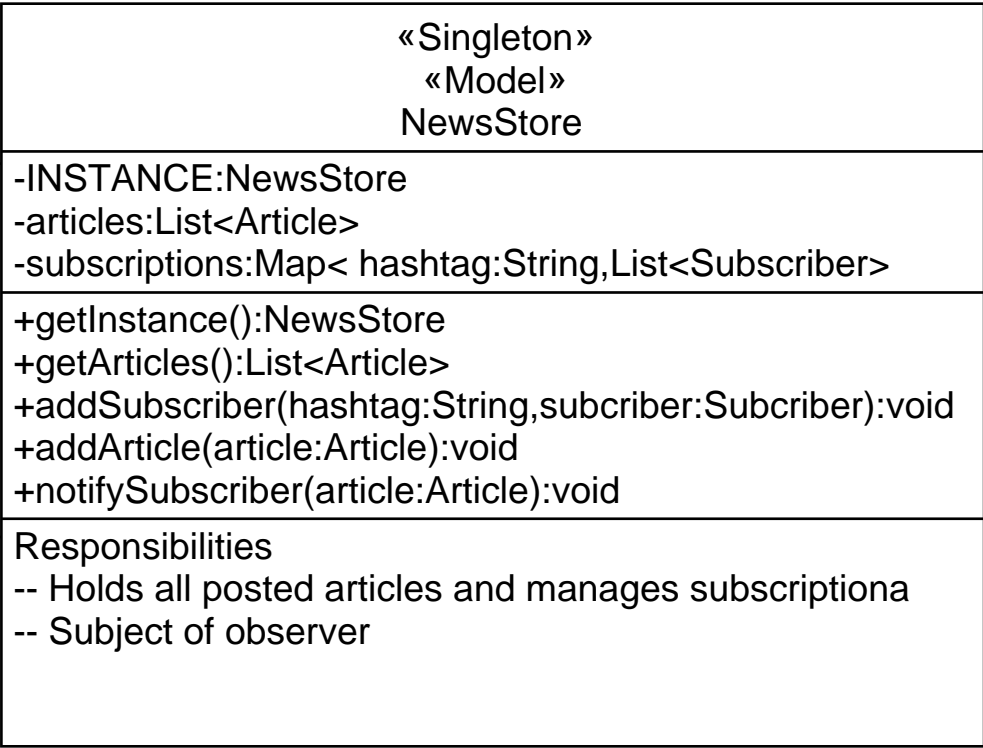 «Singleton»
«Model»
NewsStore
-INSTANCE:NewsStore
-articles:List<Article>
-subscriptions:Map< hashtag:String,List<Subscriber>
+getInstance():NewsStore
+getArticles():List<Article>
+addSubscriber(hashtag:String,subcriber:Subcriber):void
+addArticle(article:Article):void
+notifySubscriber(article:Article):void
Responsibilities
-- Holds all posted articles and manages subscriptiona
-- Subject of observer